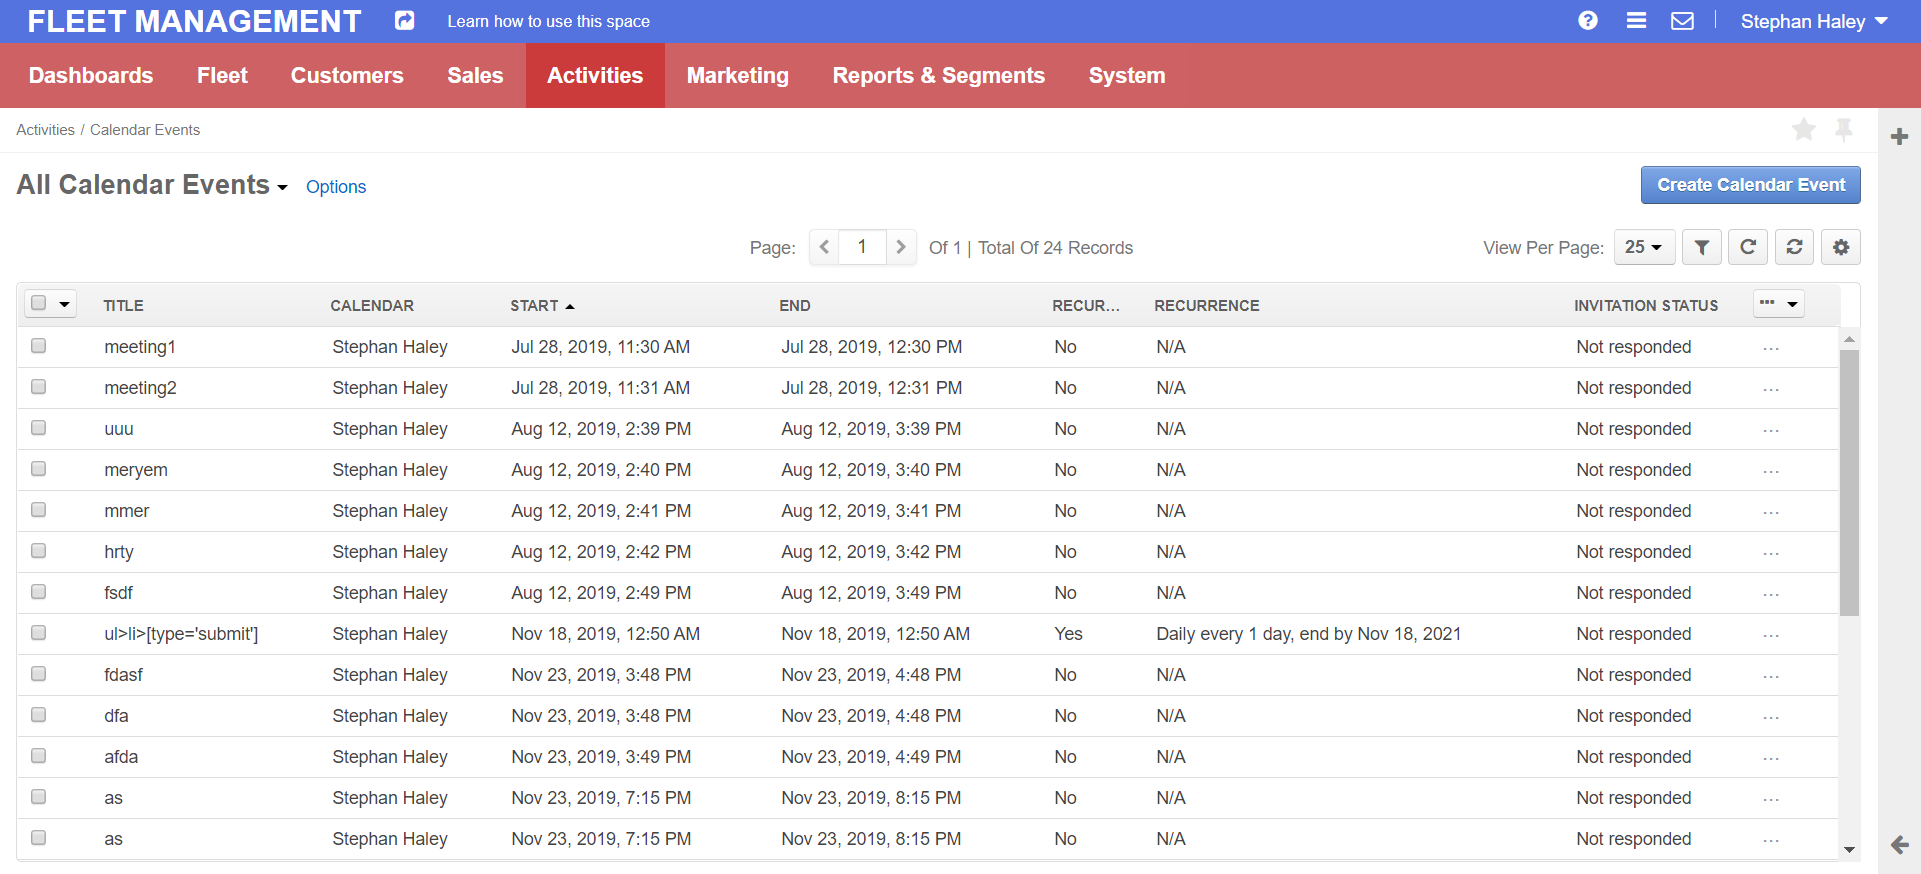 FLEET MANAGEMENT Learn how to use this space Stephan Haley
Dashboards Fleet Customers Sales Activities Marketing Reports & Segments System
Activities / Calendar Events
All Calendar Events Options Create Calendar Event
Page: 1 Of 1 | Total Of 24 Records View Per Page: 25
TITLE CALENDAR START END RECUR... RECURRENCE INVITATION STATUS ...
meeting1 Stephan Haley Jul 28, 2019, 11:30 AM Jul 28, 2019, 12:30 PM No N/A Not responded ...
meeting2 Stephan Haley Jul 28, 2019, 11:31 AM Jul 28, 2019, 12:31 PM No N/A Not responded ...
uuu Stephan Haley Aug 12, 2019, 2:39 PM Aug 12, 2019, 3:39 PM No N/A Not responded ...
meryem Stephan Haley Aug 12, 2019, 2:40 PM Aug 12, 2019, 3:40 PM No N/A Not responded ...
mmer Stephan Haley Aug 12, 2019, 2:41 PM Aug 12, 2019, 3:41 PM No N/A Not responded ...
hrty Stephan Haley Aug 12, 2019, 2:42 PM Aug 12, 2019, 3:42 PM No N/A Not responded ...
fsdf Stephan Haley Aug 12, 2019, 2:49 PM Aug 12, 2019, 3:49 PM No N/A Not responded ...
ul>li>[type='submit'] Stephan Haley Nov 18, 2019, 12:50 AM Nov 18, 2019, 12:50 AM Yes Daily every 1 day, end by Nov 18, 2021 Not responded ...
fdasf Stephan Haley Nov 23, 2019, 3:48 PM Nov 23, 2019, 4:48 PM No N/A Not responded ...
dfa Stephan Haley Nov 23, 2019, 3:48 PM Nov 23, 2019, 4:48 PM No N/A Not responded ...
afda Stephan Haley Nov 23, 2019, 3:49 PM Nov 23, 2019, 4:49 PM No N/A Not responded ...
as Stephan Haley Nov 23, 2019, 7:15 PM Nov 23, 2019, 8:15 PM No N/A Not responded ...
as Stephan Haley Nov 23, 2019, 7:15 PM Nov 23, 2019, 8:15 PM No N/A Not responded ...